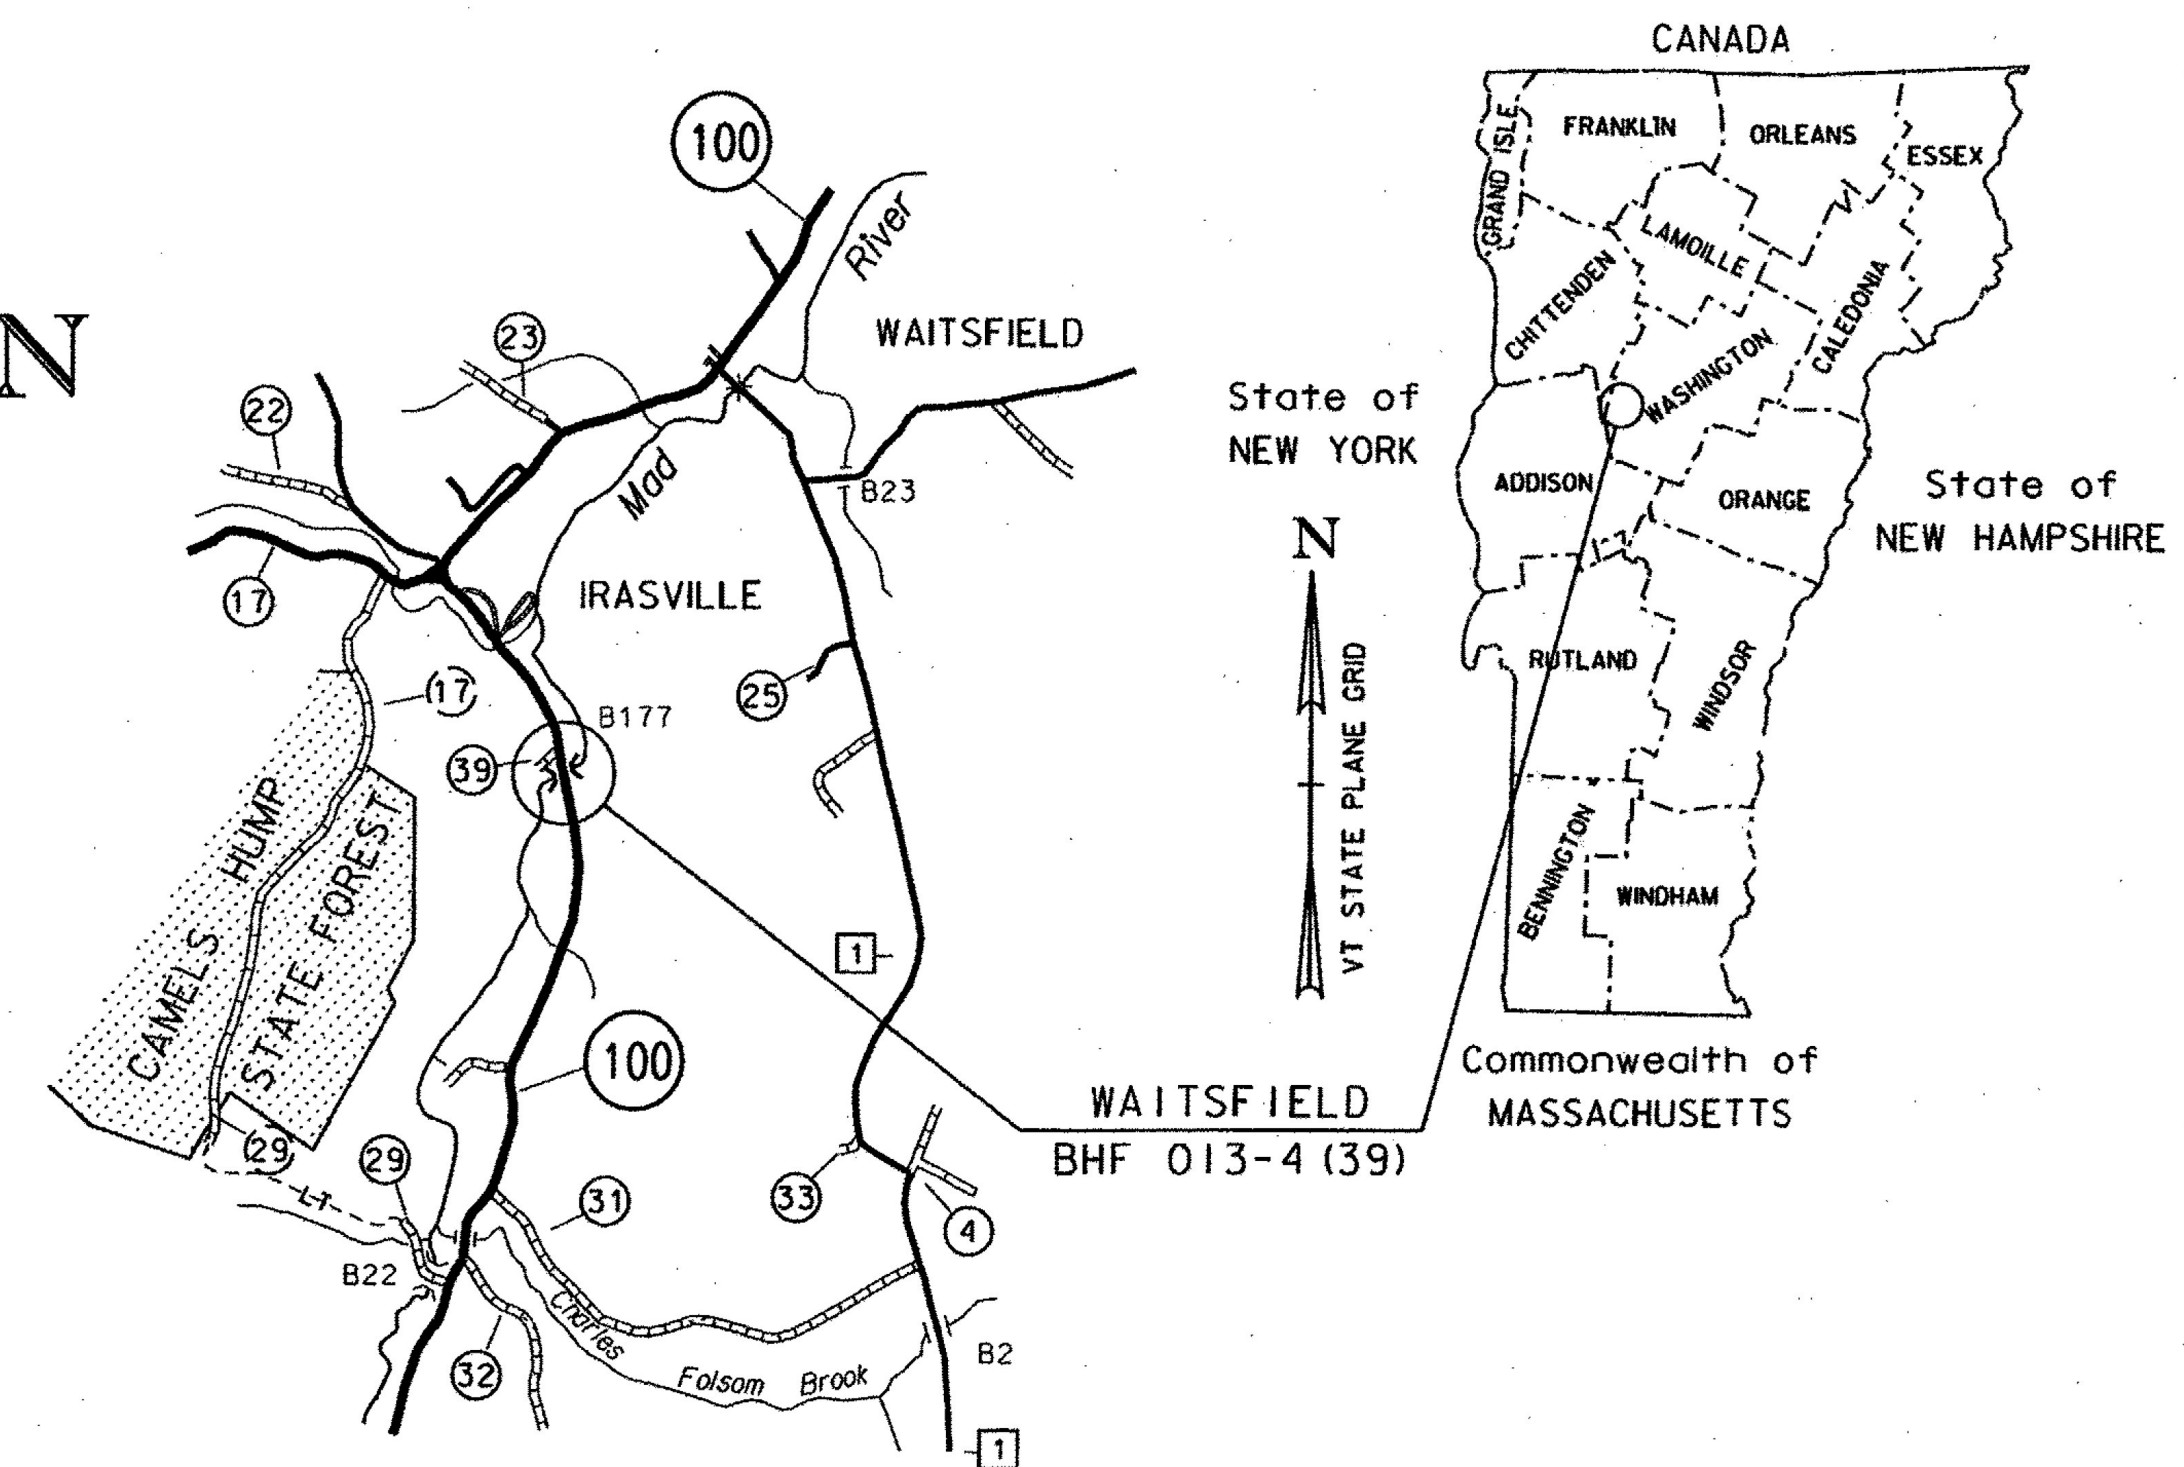 100
River
WAITSFIELD
23
22
Mad
B23
17
IRASVILLE
25
17
B177
39
CAMELS HUMP
STATE FOREST
1
100
29
29
LT
31
33
4
B22
32
Charles
Folsom Brook
B2
1
N
WAITSFIELD
BHF 013-4(39)
CANADA
GRAND ISLE
FRANKLIN
ORLEANS
ESSEX
LAMOILLE
CHITTENDEN
CALEDONIA
WASHINGTON
State of
NEW YORK
ADDISON
ORANGE
State of
NEW HAMPSHIRE
N
VT STATE PLANE GRID
RUTLAND
WINDSOR
BENNINGTON
WINDHAM
Commonwealth of
MASSACHUSETTS